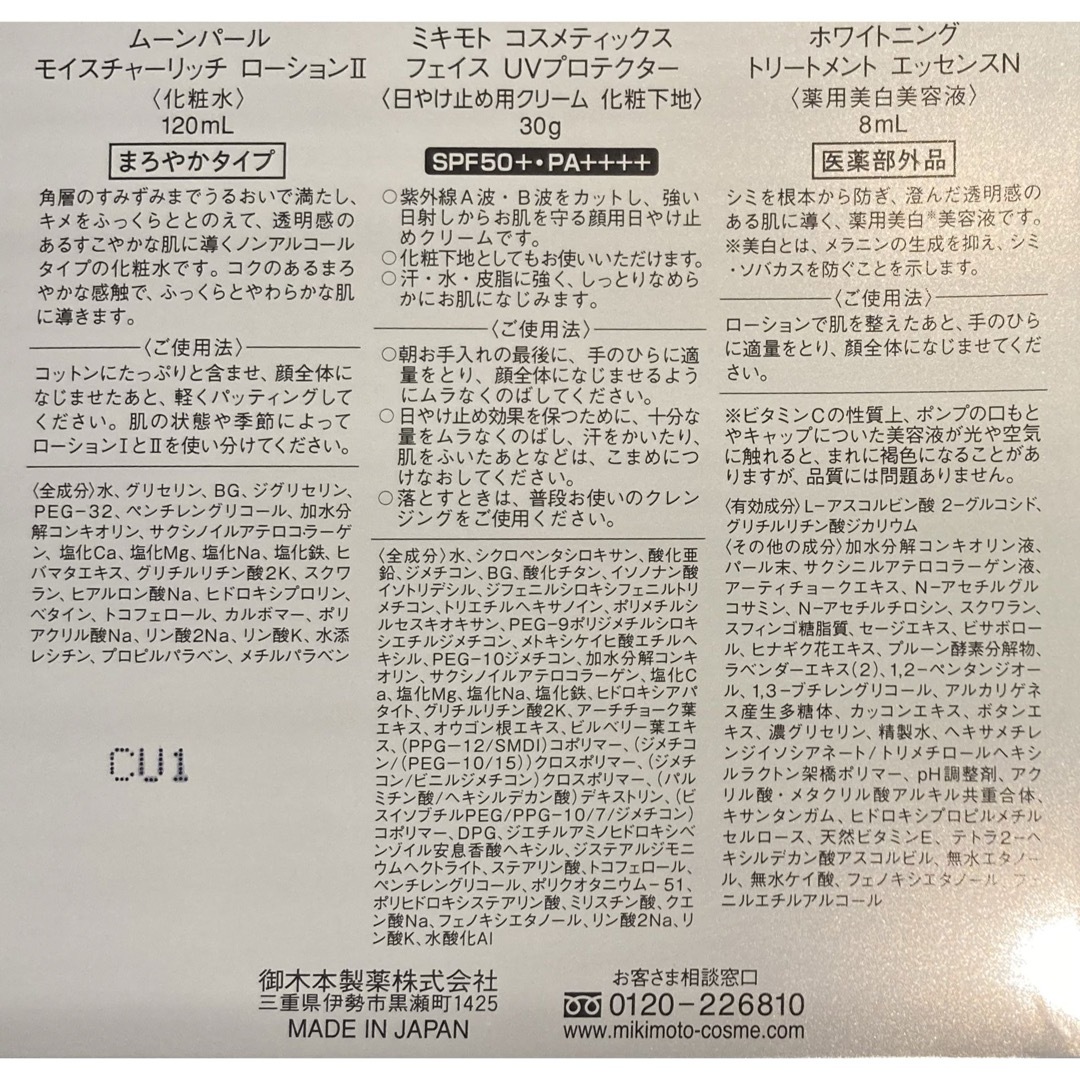 ムーンパール
モイスチャーリッチ ローションⅡ
〈化粧水〉
120mL
まろやかタイプ
角層のすみずみまでうるおいで満たし、
キメをふっくらととのえて、透明感の
あるすこやかな肌に導くノンアルコール
タイプの化粧水です。コクのあるまろ
やかな感触で、ふっくらとやわらかな肌
に導きます。
〈ご使用法〉
コットンにたっぷりと含ませ、顔全体に
なじませたあと、軽くパッティングして
ください。肌の状態や季節によって
ローションⅠとⅡを使い分けてください。
〈全成分〉水、グリセリン、BG、ジグリセリン、
PEG-32、ペンチレングリコール、加水分
解コンキオリン、サクシノイルアテロコラーゲ
ン、塩化Ca、塩化Mg、塩化Na、塩化鉄、ヒ
バマタエキス、グリチルリチン酸2K、スクワ
ラン、ヒアルロン酸Na、ヒドロキシプロリン、
ベタイン、トコフェロール、カルボマー、ポリ
アクリル酸Na、リン酸2Na、リン酸K、水添
レシチン、プロピルパラベン、メチルパラベン
CU1
ミキモト コスメティックス
フェイス UVプロテクター
〈日やけ止め用クリーム 化粧下地〉
30g
SPF50+・PA++++
○紫外線A波・B波をカットし、強い
日射しからお肌を守る顔用日やけ止
めクリームです。
○化粧下地としてもお使いいただけます。
○汗・水・皮脂に強く、しっとりなめら
かにお肌になじみます。
〈ご使用法〉
○朝お手入れの最後に、手のひらに適
量をとり、顔全体になじませるよう
にムラなくのばしてください。
○日やけ止め効果を保つために、十分な
量をムラなくのばし、汗をかいたり、
肌をふいたあとなどは、こまめにつ
けなおしてください。
○落とすときは、普段お使いのクレン
ジングをご使用ください。
〈全成分〉水、シクロペンタシロキサン、酸化亜
鉛、ジメチコン、BG、酸化チタン、イソノナン酸
イソトリデシル、ジフェニルシロキシフェニルトリ
メチコン、トリエチルヘキサノイン、ポリメチルシ
ルセスキオキサン、PEG-9ポリジメチルシロキ
シエチルジメチコン、メトキシケイヒ酸エチルヘ
キシル、PEG-10ジメチコン、加水分解コンキ
オリン、サクシノイルアテロコラーゲン、塩化C
a、塩化Mg、塩化Na、塩化鉄、ヒドロキシアパ
タイト、グリチルリチン酸2K、アーチチョーク葉
エキス、オウゴン根エキス、ビルベリー葉エキ
ス、(PPG-12/SMDI)コポリマー、(ジメチコ
ン/(PEG-10/15))クロスポリマー、(ジメチ
コン/ビニルジメチコン)クロスポリマー、(パル
ミチン酸/ヘキシルデカン酸)デキストリン、(ビ
スイソブチルPEG/PPG-10/7/ジメチコン)
コポリマー、DPG、ジエチルアミノヒドロキシベ
ンゾイル安息香酸ヘキシル、ジステアルジモニ
ウムヘクトライト、ステアリン酸、トコフェロール、
ペンチレングリコール、ポリクオタニウム-51、
ポリヒドロキシステアリン酸、ミリスチン酸、クエ
ン酸Na、フェノキシエタノール、リン酸2Na、リ
ン酸K、水酸化Al
ホワイトニング
トリートメント エッセンスN
〈薬用美白美容液〉
8mL
医薬部外品
シミを根本から防ぎ、澄んだ透明感の
ある肌に導く、薬用美白※美容液です。
※美白とは、メラニンの生成を抑え、シミ
・ソバカスを防ぐことを示します。
〈ご使用法〉
ローションで肌を整えたあと、手のひら
に適量をとり、顔全体になじませてくだ
さい。
※ビタミンCの性質上、ポンプの口もと
やキャップについた美容液が光や空気
に触れると、まれに褐色になることがあ
りますが、品質には問題ありません。
〈有効成分〉L-アスコルビン酸 2-グルコシド、
グリチルリチン酸ジカリウム
〈その他の成分〉加水分解コンキオリン液、
パール末、サクシニルアテロコラーゲン液、
アーティチョークエキス、N-アセチルグル
コサミン、N-アセチルチロシン、スクワラン、
スフィンゴ糖脂質、セージエキス、ビサボロー
ル、ヒナギク花エキス、プルーン酵素分解物、
ラベンダーエキス(2)、1,2-ペンタンジオー
ル、1,3-ブチレングリコール、アルカリゲネ
ス産生多糖体、カッコンエキス、ボタンエ
キス、濃グリセリン、精製水、ヘキサメチレ
ンジイソシアネート/トリメチロールヘキシ
ルラクトン架橋ポリマー、pH調整剤、アク
リル酸・メタクリル酸アルキル共重合体、
キサンタンガム、ヒドロキシプロピルメチル
セルロース、天然ビタミンE、テトラ2-ヘ
キシルデカン酸アスコルビル、無水エタノー
ル、無水ケイ酸、フェノキシエタノール、フェ
ニルエチルアルコール
御木本製薬株式会社
三重県伊勢市黒瀬町1425
MADE IN JAPAN
お客さま相談窓口
0120-226810
www.mikimoto-cosme.com